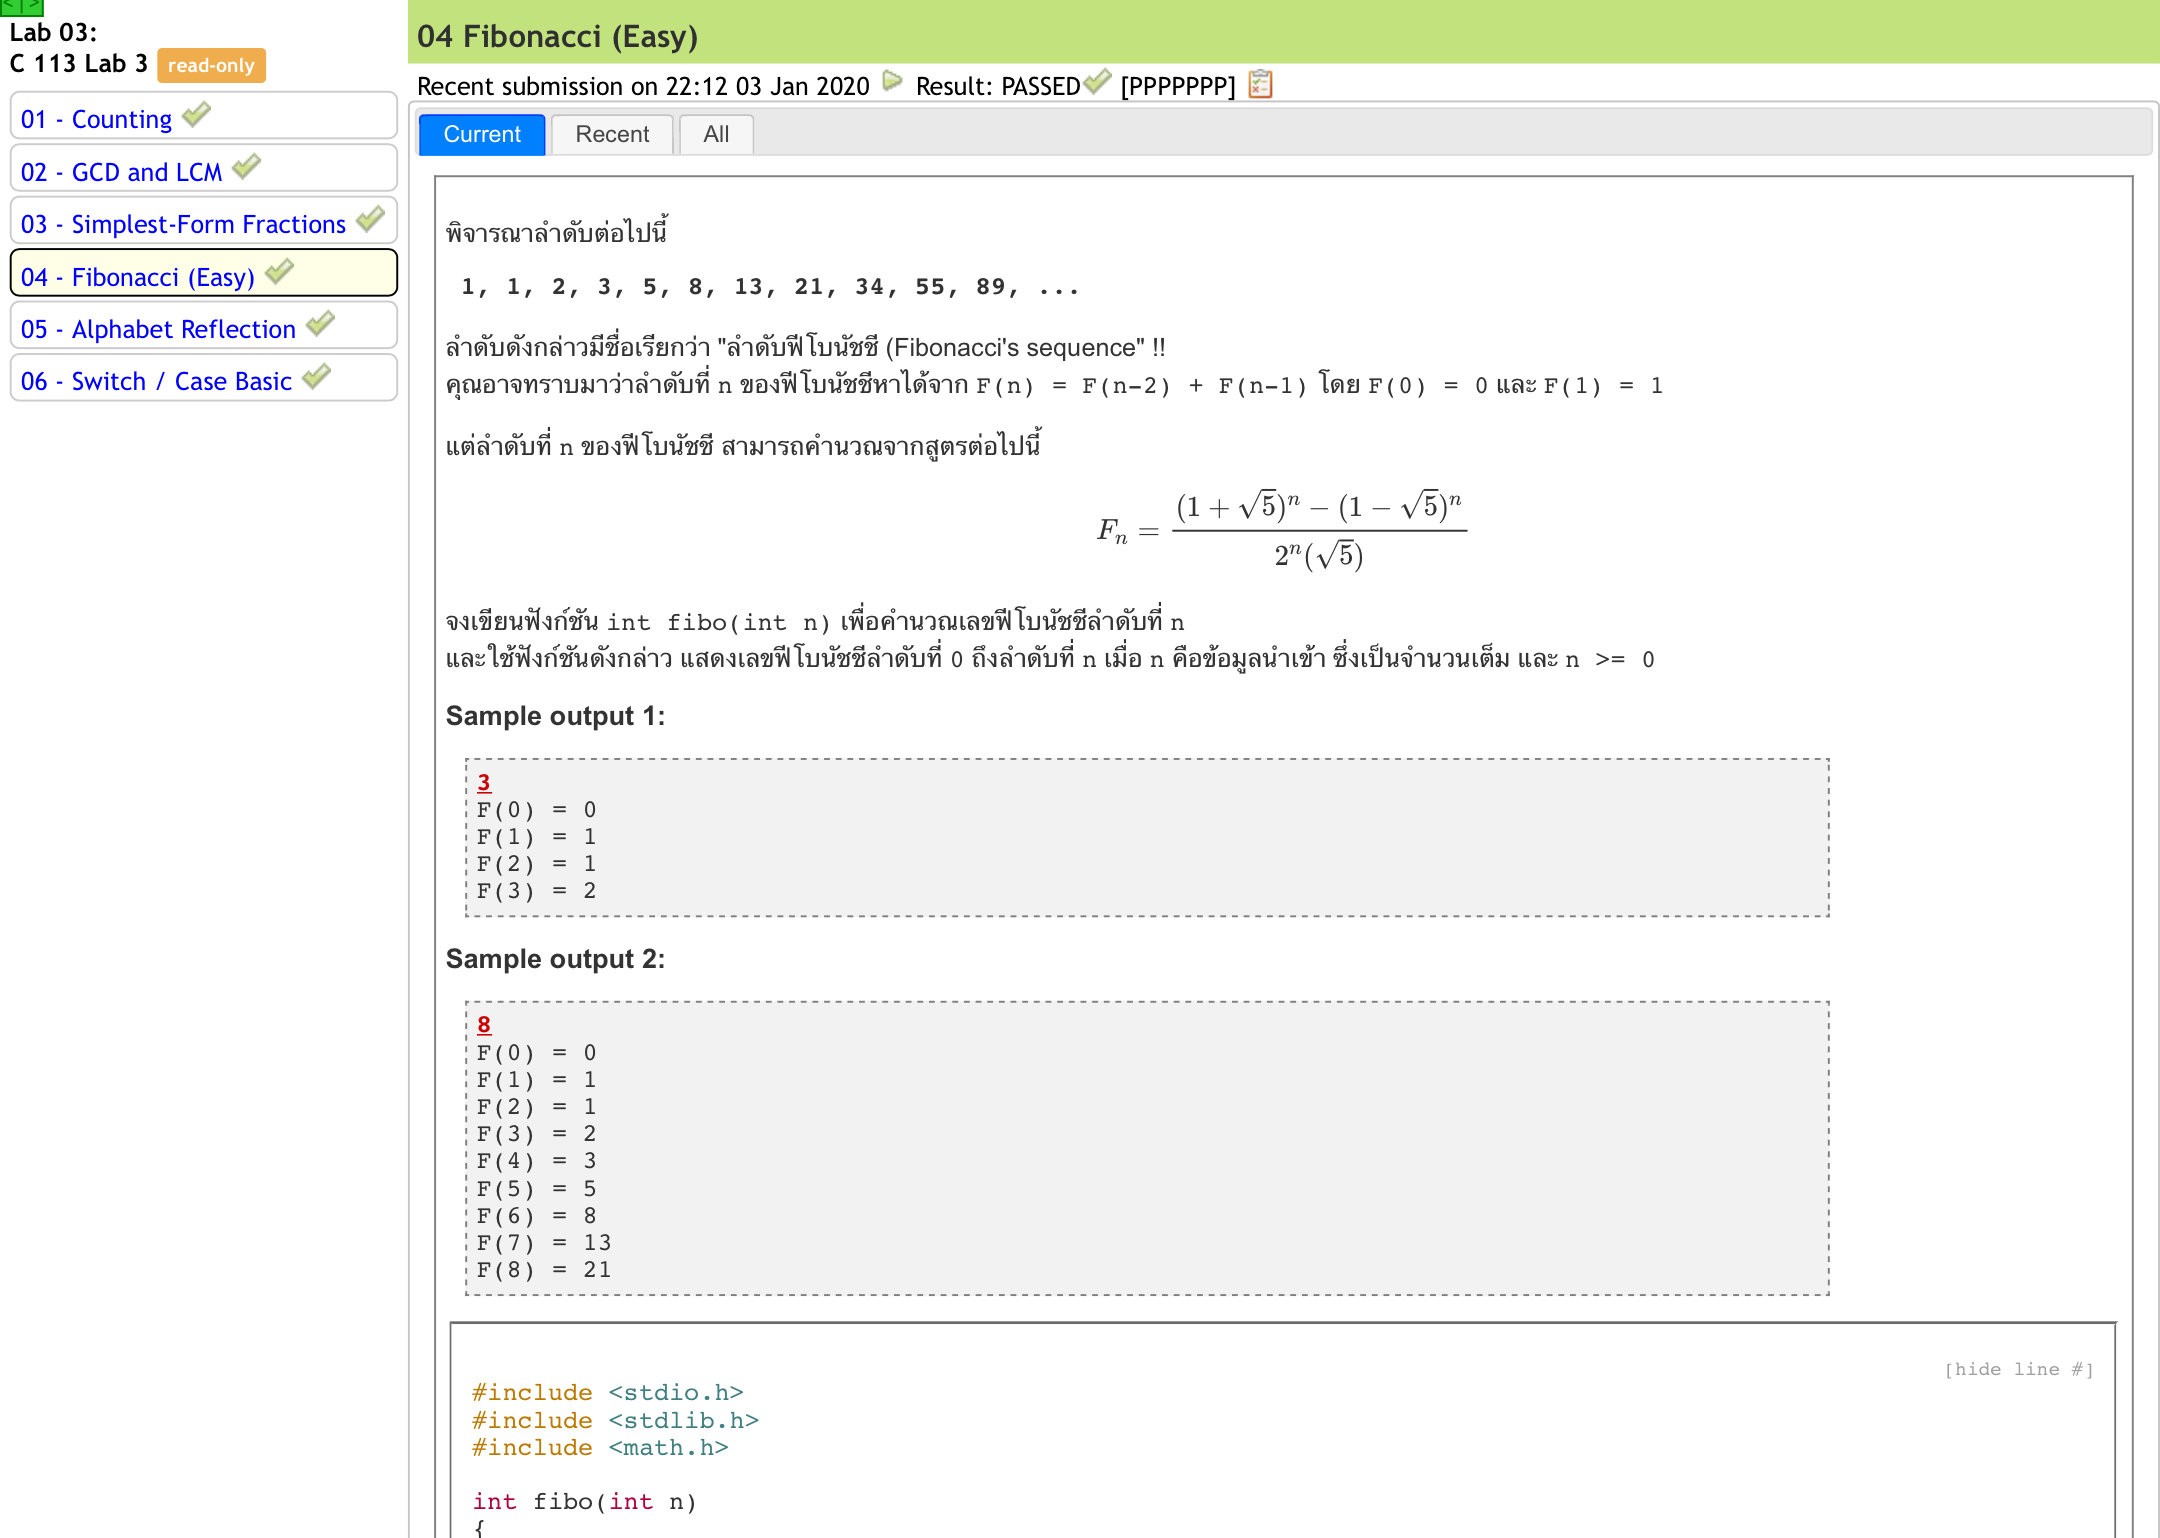 <|>
Lab 03:
C 113 Lab 3 read-only
01 - Counting
02 - GCD and LCM
03 - Simplest-Form Fractions
04 - Fibonacci (Easy)
05 - Alphabet Reflection
06 - Switch / Case Basic
04 Fibonacci (Easy)
Recent submission on 22:12 03 Jan 2020 Result: PASSED [PPPPPPP]
Current Recent All
พิจารณาลำดับต่อไปนี้
1, 1, 2, 3, 5, 8, 13, 21, 34, 55, 89, ...
ลำดับดังกล่าวมีชื่อเรียกว่า "ลำดับฟีโบนัชชี (Fibonacci's sequence" !!
คุณอาจทราบมาว่าลำดับที่ n ของฟีโบนัชชีหาได้จาก F(n) = F(n-2) + F(n-1) โดย F(0) = 0 และ F(1) = 1
แต่ลำดับที่ n ของฟีโบนัชชี สามารถคำนวณจากสูตรต่อไปนี้
Fₙ = ((1 + √5)ⁿ − (1 − √5)ⁿ) / (2ⁿ(√5))
จงเขียนฟังก์ชัน int fibo(int n) เพื่อคำนวณเลขฟีโบนัชชีลำดับที่ n
และใช้ฟังก์ชันดังกล่าว แสดงเลขฟีโบนัชชีลำดับที่ 0 ถึงลำดับที่ n เมื่อ n คือข้อมูลนำเข้า ซึ่งเป็นจำนวนเต็ม และ n >= 0
Sample output 1:
3
F(0) = 0
F(1) = 1
F(2) = 1
F(3) = 2
Sample output 2:
8
F(0) = 0
F(1) = 1
F(2) = 1
F(3) = 2
F(4) = 3
F(5) = 5
F(6) = 8
F(7) = 13
F(8) = 21
[hide line #]
#include <stdio.h>
#include <stdlib.h>
#include <math.h>
int fibo(int n)
{